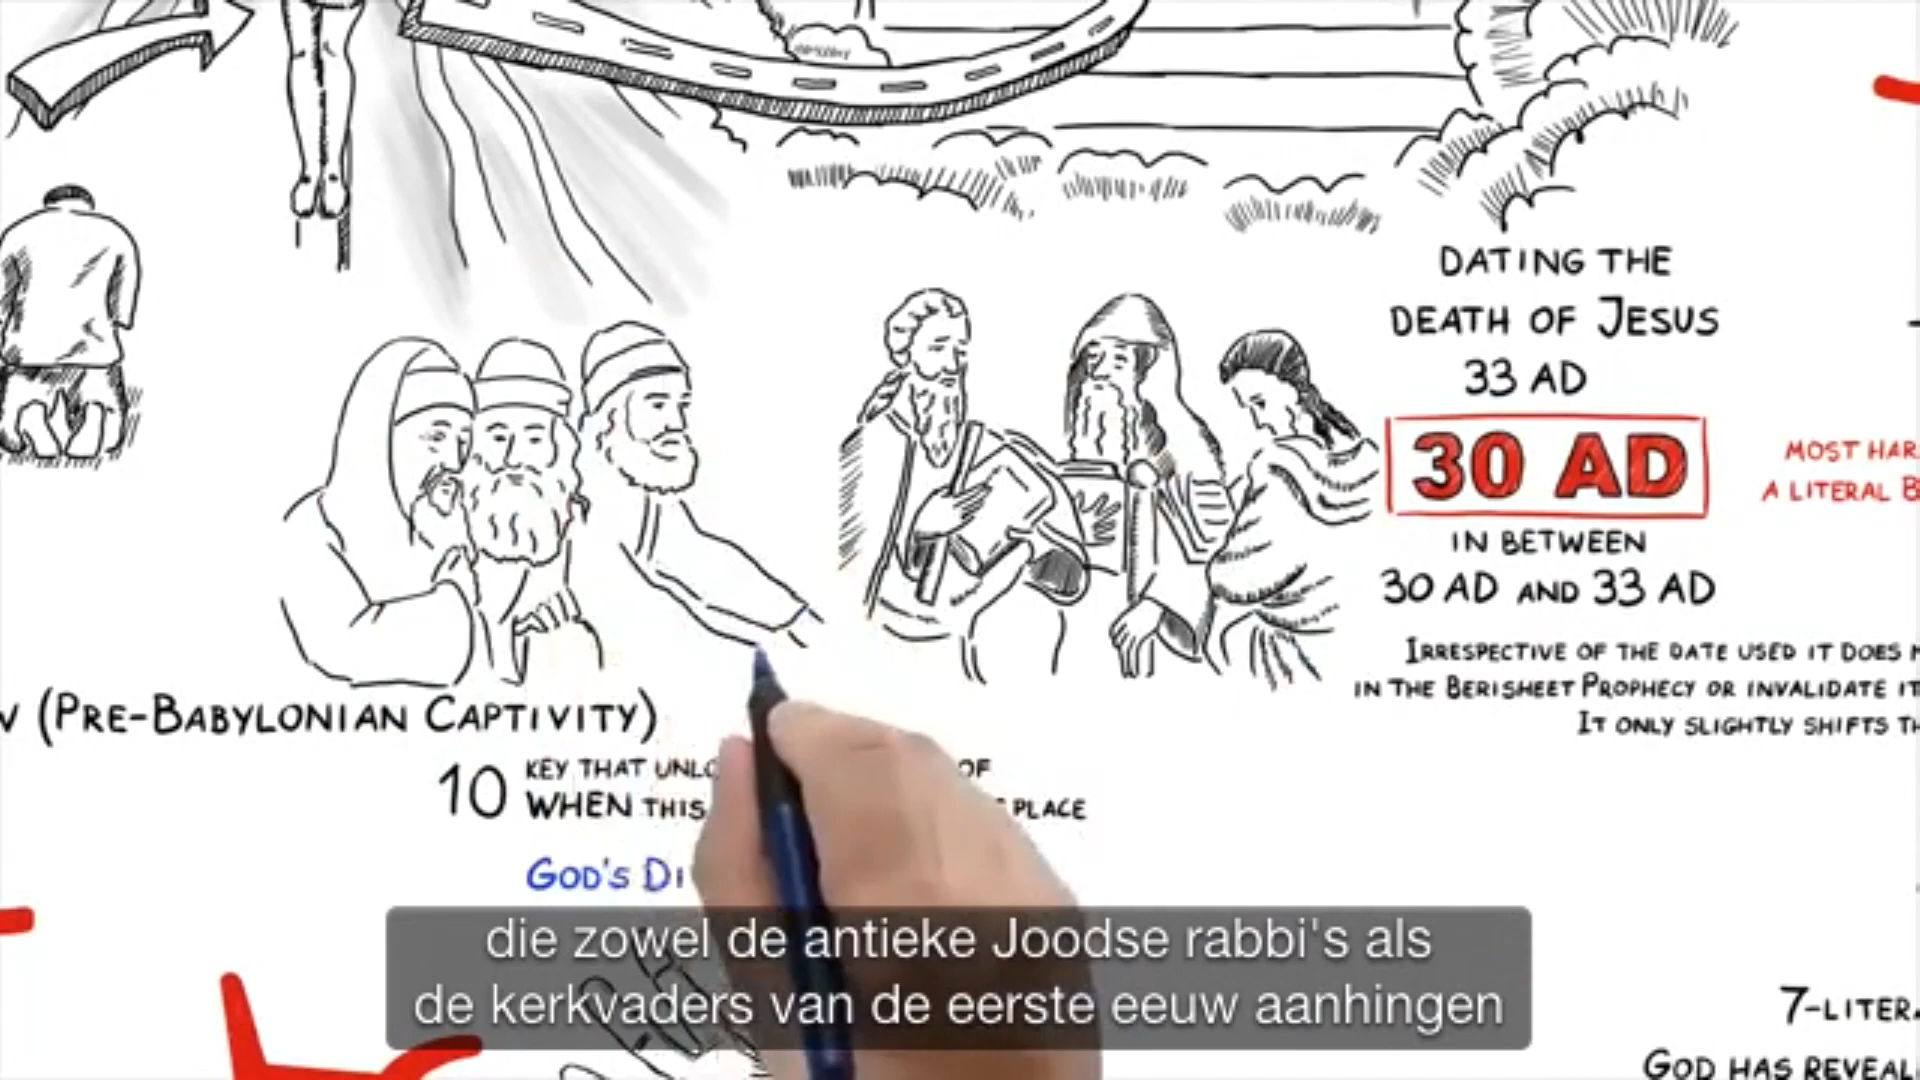 DATING THE
DEATH OF JESUS
33 AD
30 AD
IN BETWEEN
30 AD AND 33 AD
MOST
A LITERAL
IRRESPECTIVE OF THE DATE USED IT DOES
IN THE BERISHEET PROPHECY OR INVALIDATE
IT ONLY SLIGHTLY SHIFTS
(PRE-BABYLONIAN CAPTIVITY)
10 KEY THAT OF
WHEN THIS PLACE
GOD'S
die zowel de antieke Joodse rabbi's als
de kerkvaders van de eerste eeuw aanhingen
GOD HAS